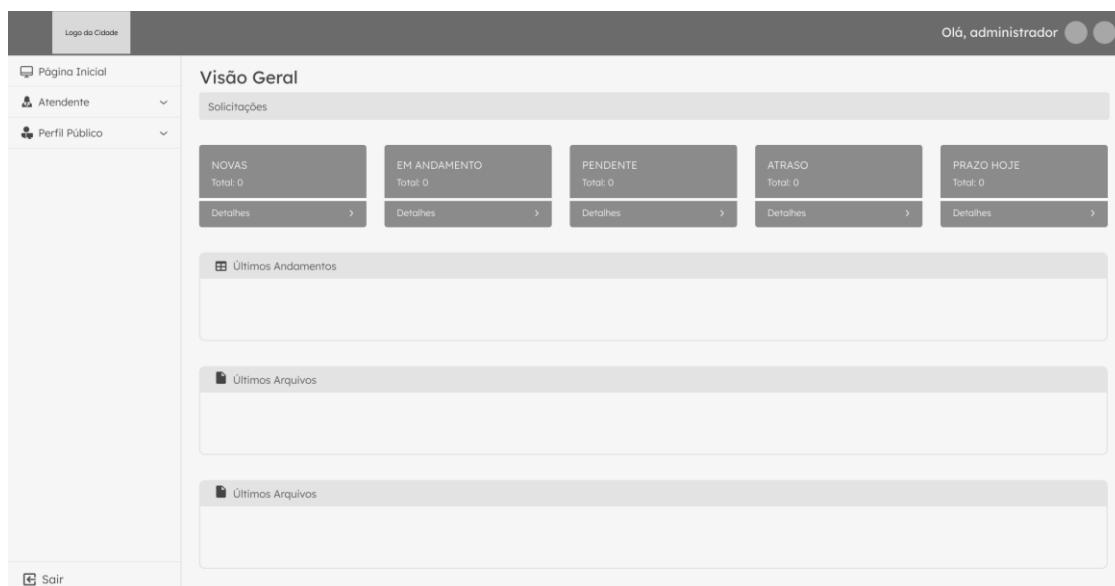 Logo da Cidade
Olá, administrador
Página Inicial
Atendente
Perfil Público
Sair
Visão Geral
Solicitações
NOVAS
Total: 0
Detalhes
EM ANDAMENTO
Total: 0
Detalhes
PENDENTE
Total: 0
Detalhes
ATRASO
Total: 0
Detalhes
PRAZO HOJE
Total: 0
Detalhes
Últimos Andamentos
Últimos Arquivos
Últimos Arquivos